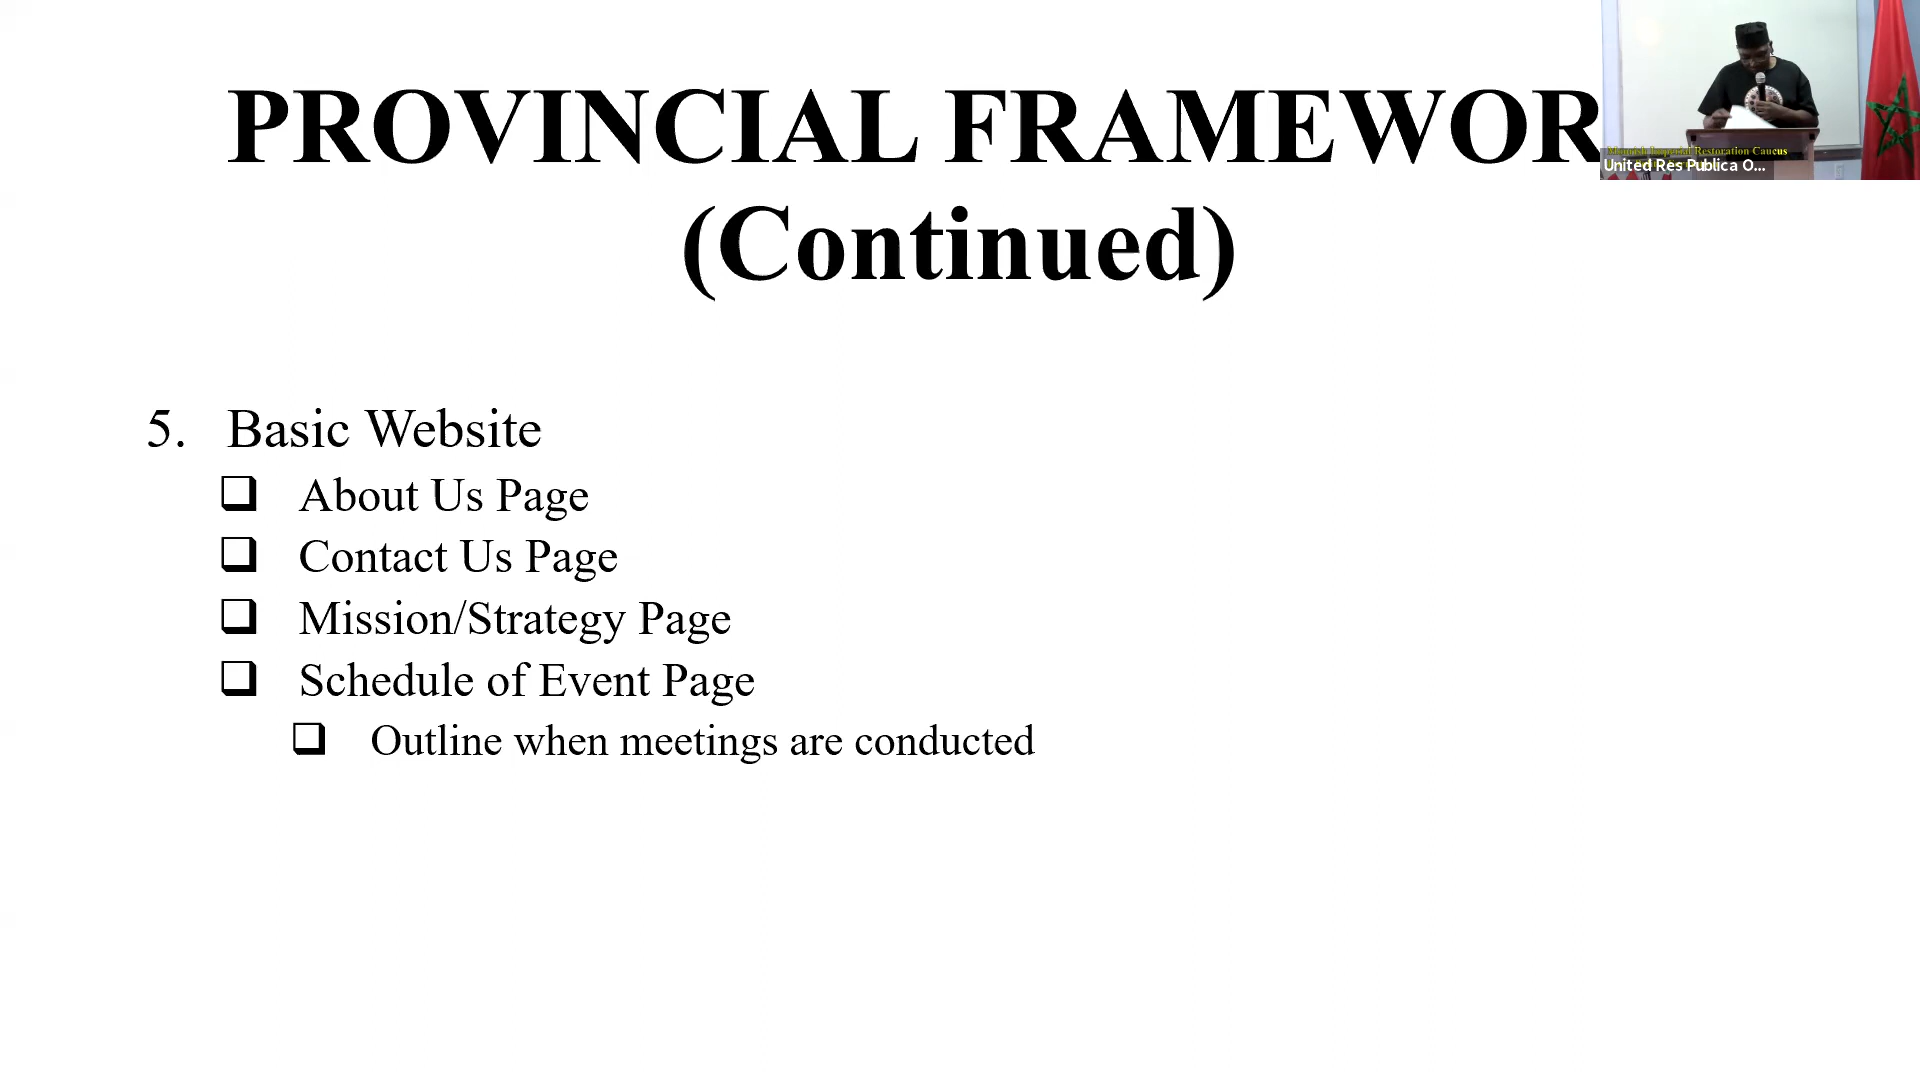 PROVINCIAL FRAMEWOR
(Continued)
5. Basic Website
❑ About Us Page
❑ Contact Us Page
❑ Mission/Strategy Page
❑ Schedule of Event Page
❑ Outline when meetings are conducted
Moorish Imperial Restoration Caucus
United Res Publica O...